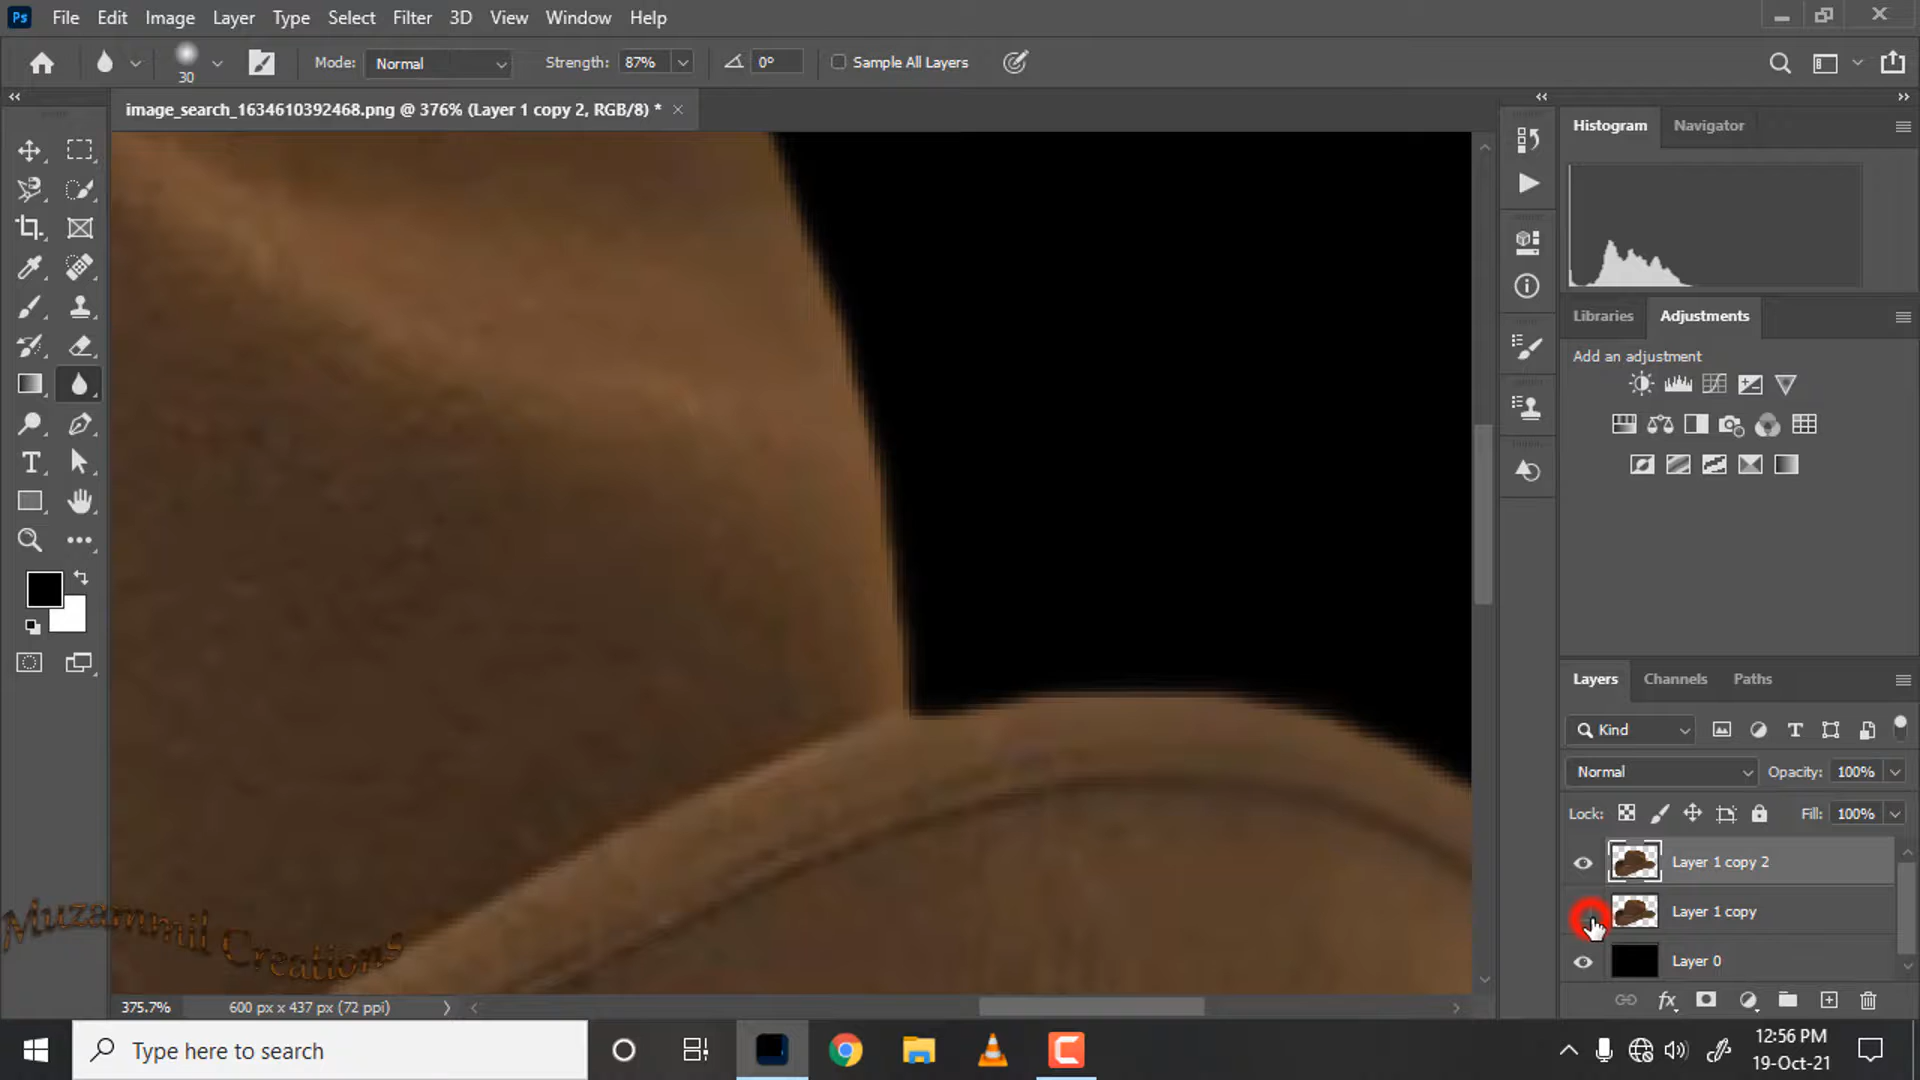 Ps File Edit Image Layer Type Select Filter 3D View Window Help
30 Mode: Normal Strength: 87% 0° Sample All Layers
image_search_1634610392468.png @ 376% (Layer 1 copy 2, RGB/8) *
Histogram Navigator
Libraries Adjustments
Add an adjustment
Layers Channels Paths
Kind
Normal Opacity: 100%
Lock: Fill: 100%
Layer 1 copy 2
Layer 1 copy
Layer 0
Muzammil Creations
375.7% 600 px x 437 px (72 ppi)
Type here to search
12:56 PM
19-Oct-21